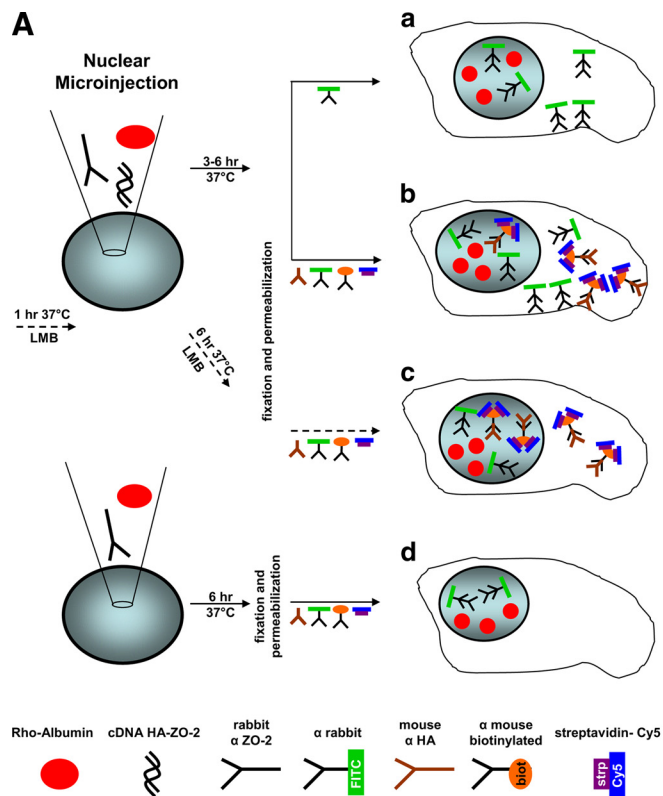 A
Nuclear
Microinjection
3-6 hr
37°C
1 hr 37°C
LMB
6 hr 37°C
LMB
fixation and permeabilization
a
b
c
6 hr
37°C
fixation and
permeabilization
d
Rho-Albumin
cDNA HA-ZO-2
rabbit
α ZO-2
α rabbit
mouse
α HA
α mouse
biotinylated
streptavidin- Cy5
FITC
biot
strp
Cy5